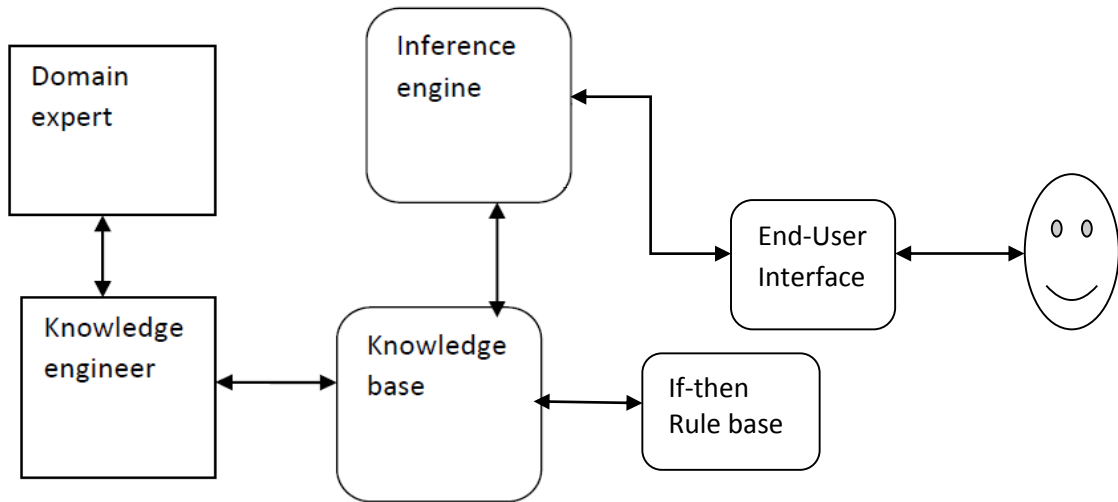 Domain
expert
Inference
engine
End-User
Interface
Knowledge
engineer
Knowledge
base
If-then
Rule base